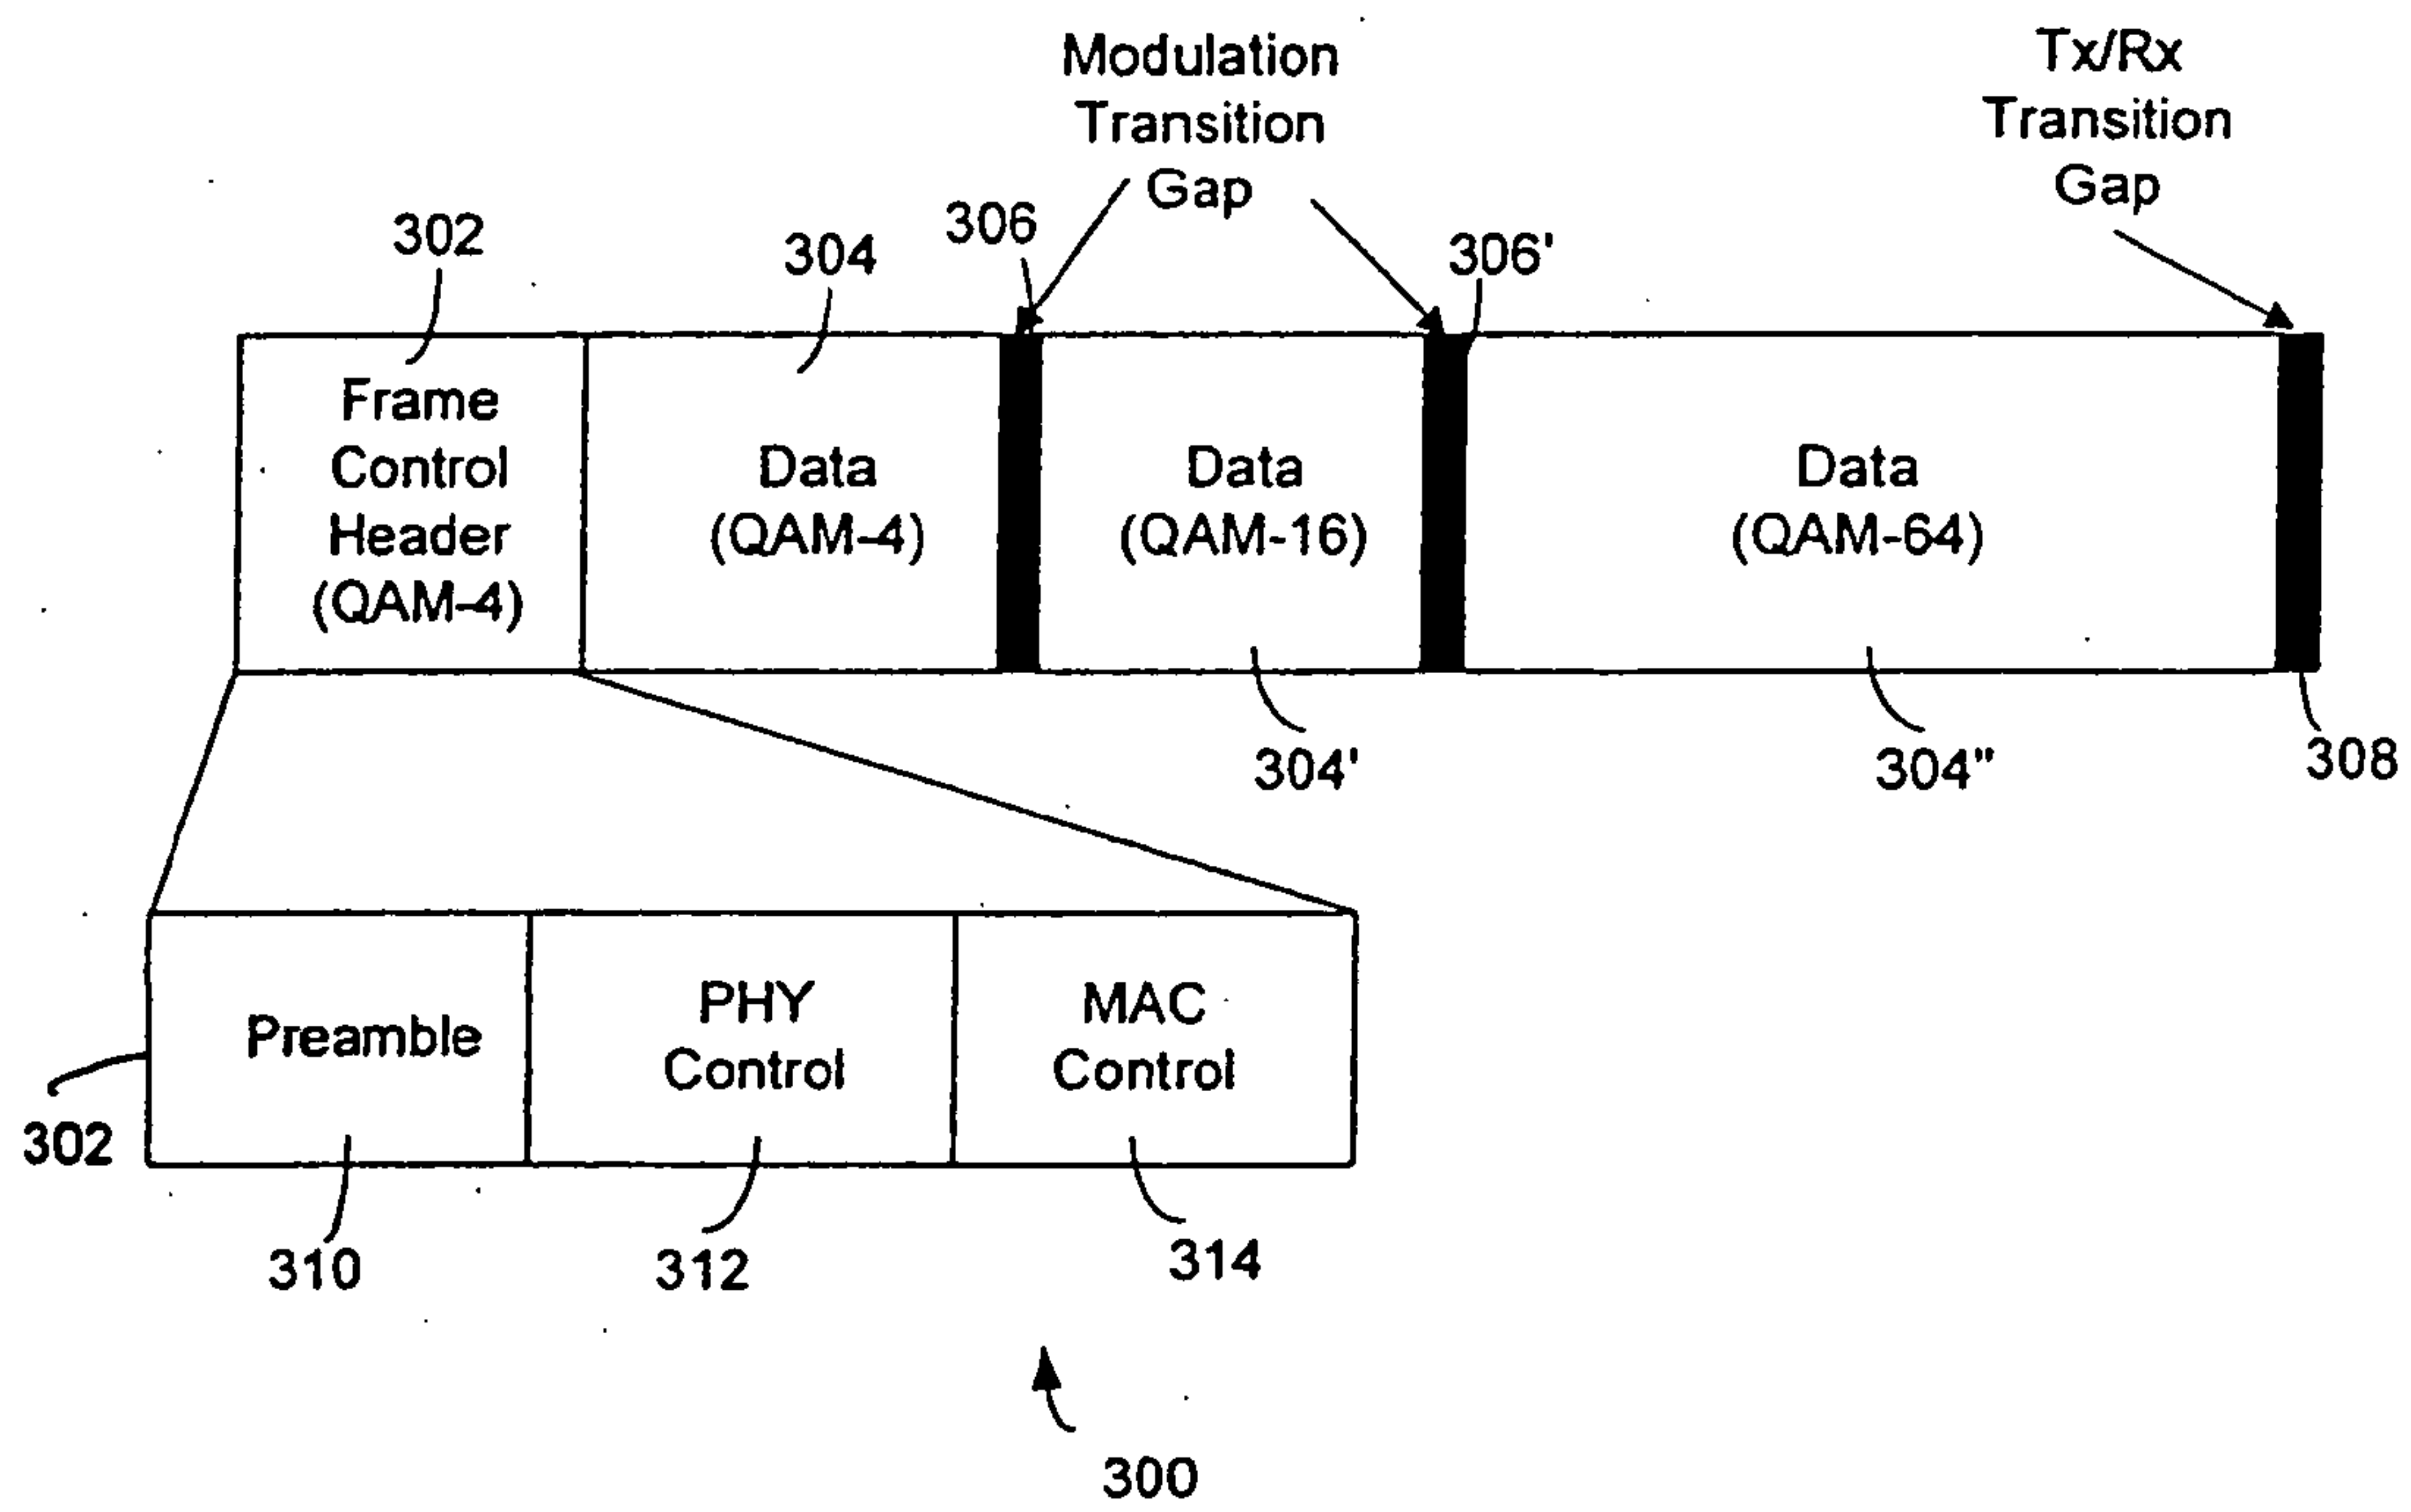 Modulation
Transition
Gap
Tx/Rx
Transition
Gap
302
304
306
306'
Frame
Control
Header
(QAM-4)
Data
(QAM-4)
Data
(QAM-16)
Data
(QAM-64)
304'
304"
308
Preamble
PHY
Control
MAC
Control
302
310
312
314
300